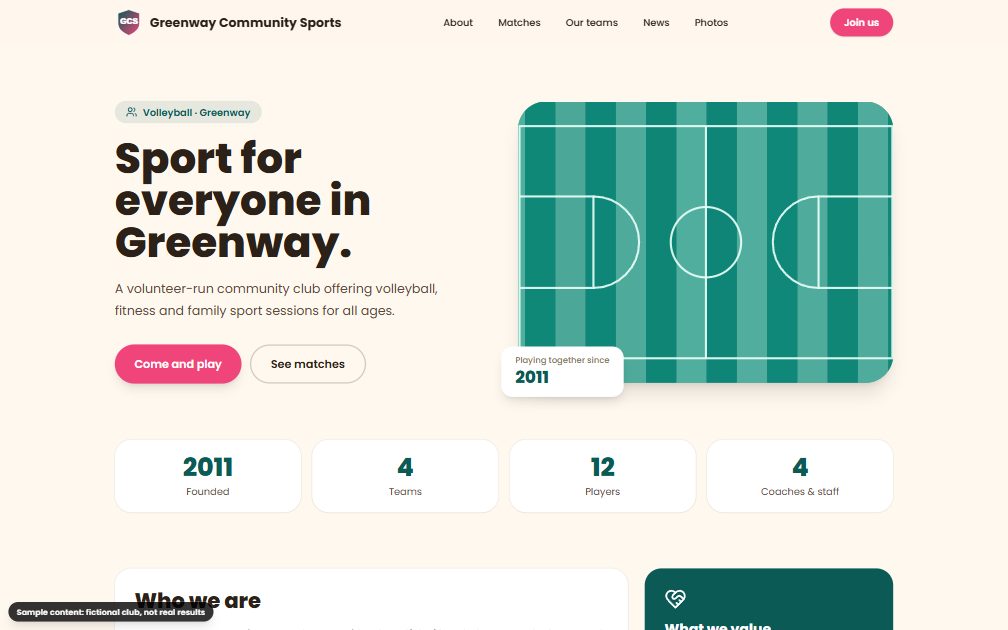 GCS
Greenway Community Sports
About
Matches
Our teams
News
Photos
Join us
Volleyball · Greenway
Sport for
everyone in
Greenway.
A volunteer-run community club offering volleyball,
fitness and family sport sessions for all ages.
Come and play
See matches
Playing together since
2011
2011
Founded
4
Teams
12
Players
4
Coaches & staff
Who we are
What we value
Sample content: fictional club, not real results